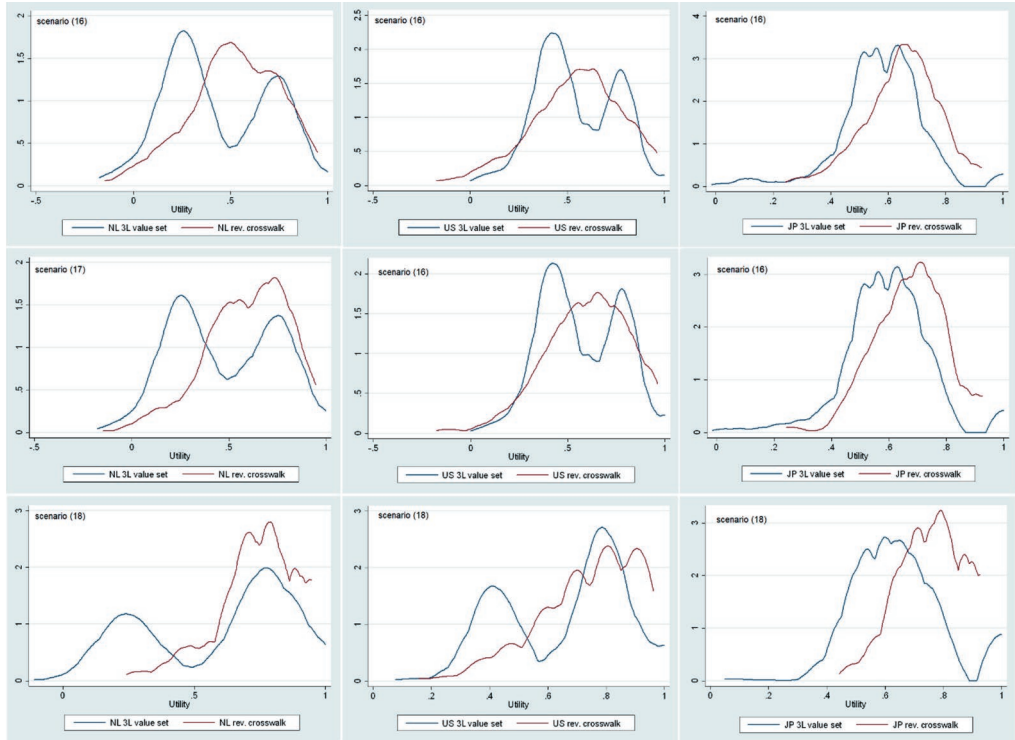 scenario (16)
2
1.5
1
.5
0
-.5
0
.5
1
Utility
NL 3L value set
NL rev. crosswalk
scenario (16)
2.5
2
1.5
1
.5
0
-.5
0
.5
1
Utility
US 3L value set
US rev. crosswalk
scenario (16)
4
3
2
1
0
0
.2
.4
.6
.8
1
Utility
JP 3L value set
JP rev. crosswalk
scenario (17)
2
1.5
1
.5
0
-.5
0
.5
1
Utility
NL 3L value set
NL rev. crosswalk
scenario (16)
2
1.5
1
.5
0
-.5
0
.5
1
Utility
US 3L value set
US rev. crosswalk
scenario (16)
3
2
1
0
0
.2
.4
.6
.8
1
Utility
JP 3L value set
JP rev. crosswalk
scenario (18)
3
2
1
0
0
.5
1
Utility
NL 3L value set
NL rev. crosswalk
scenario (18)
3
2
1
0
0
.2
.4
.6
.8
1
Utility
US 3L value set
US rev. crosswalk
scenario (18)
3
2
1
0
0
.2
.4
.6
.8
1
Utility
JP 3L value set
JP rev. crosswalk